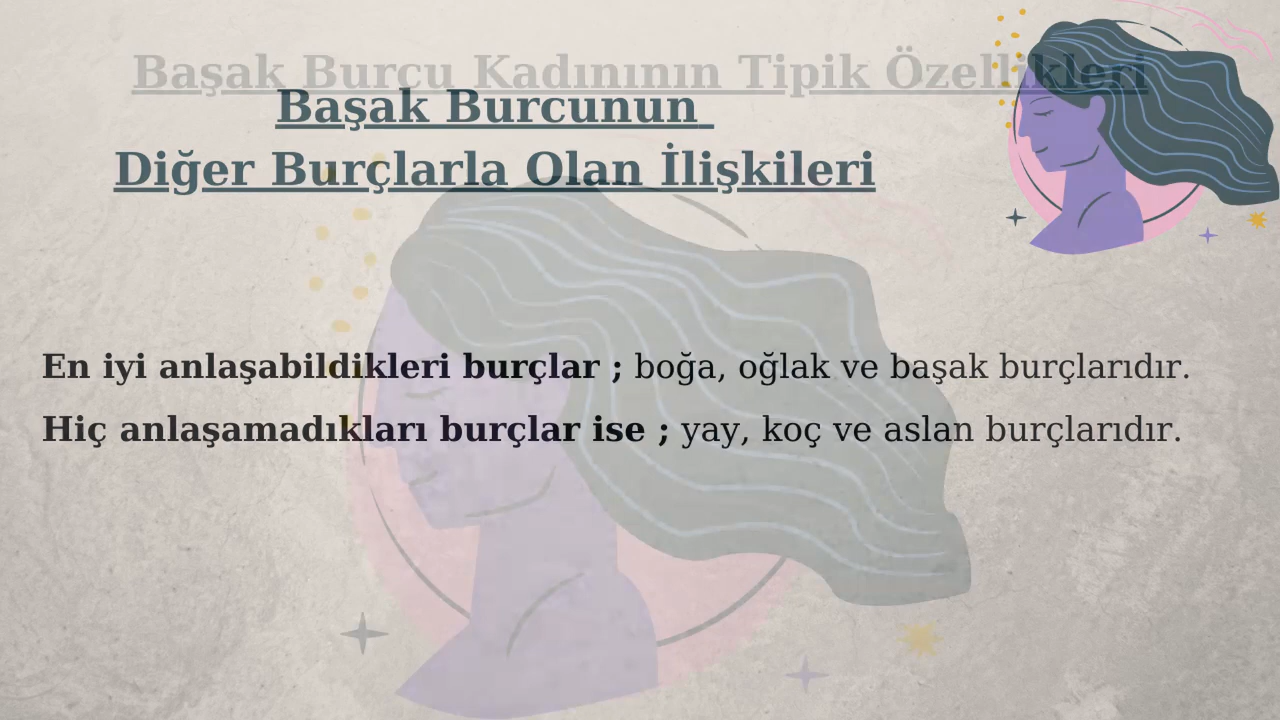 Başak Burcu Kadınının Tipik Özellikleri
Başak Burcunun
Diğer Burçlarla Olan İlişkileri
En iyi anlaşabildikleri burçlar ; boğa, oğlak ve başak burçlarıdır.
Hiç anlaşamadıkları burçlar ise ; yay, koç ve aslan burçlarıdır.